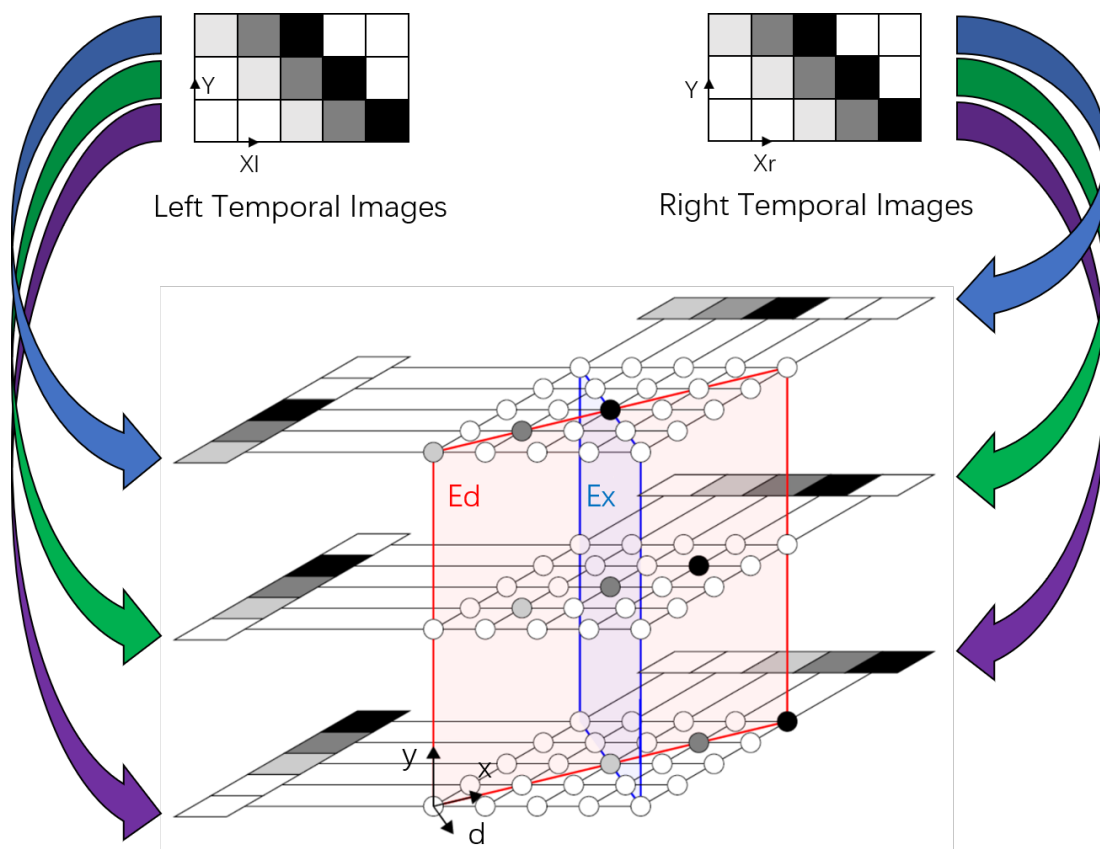 Y
Xl
Left Temporal Images
Y
Xr
Right Temporal Images
Ed
Ex
y
x
d